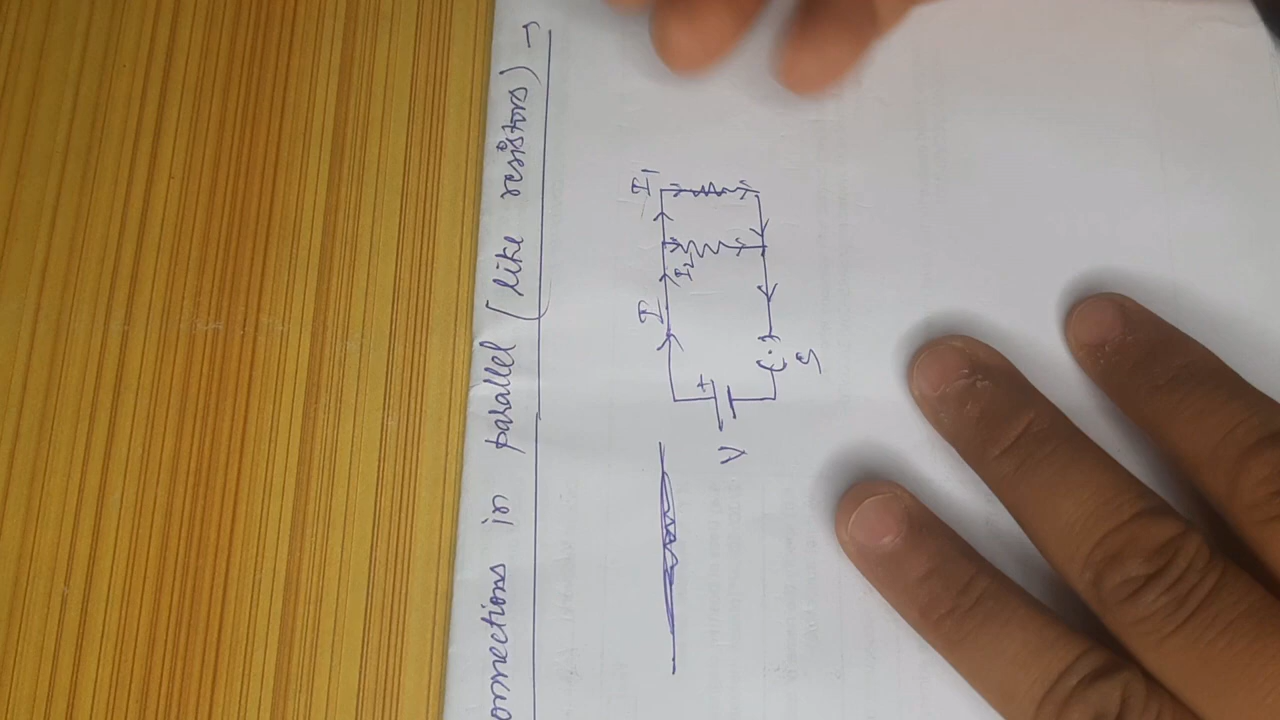 onnections in parallel (like resistors) →
I1
I I2
+
V
S